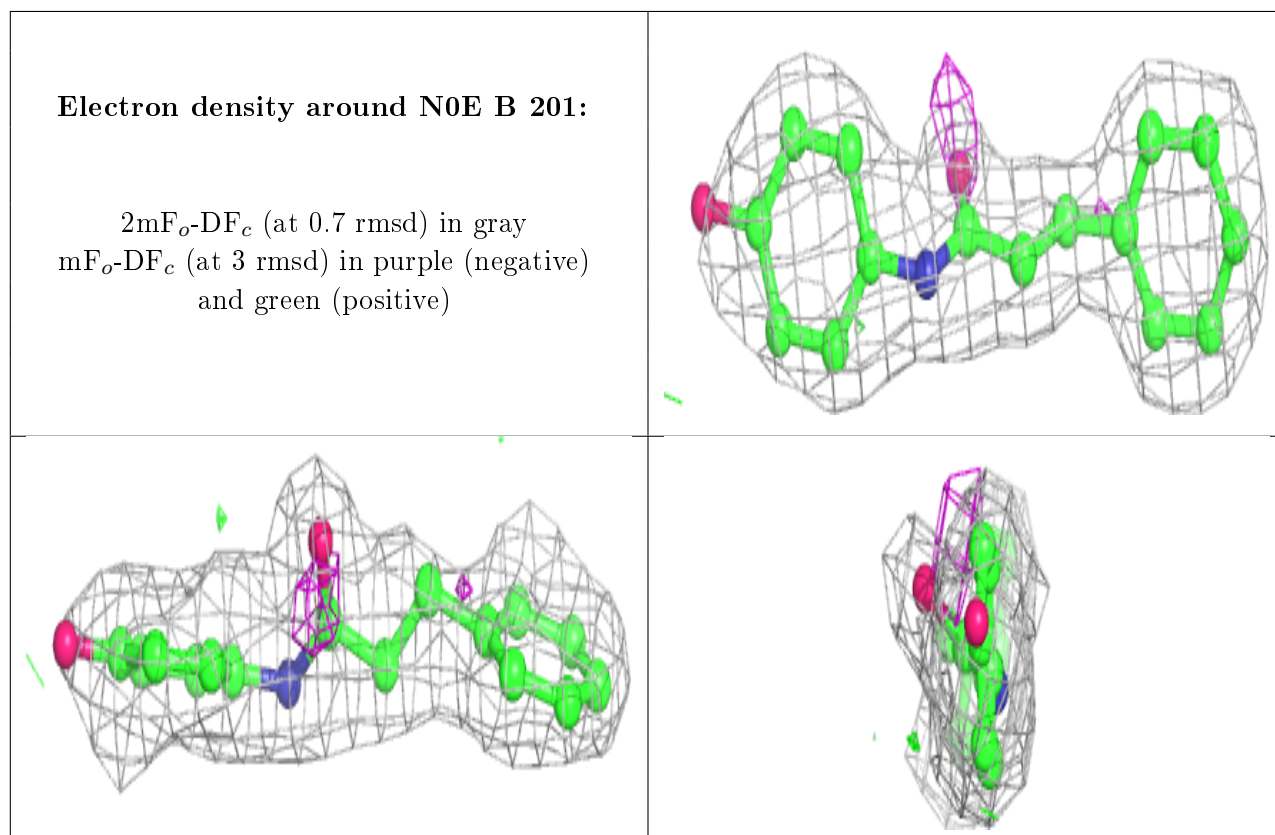 Electron density around N0E B 201:
2mFo-DFc (at 0.7 rmsd) in gray
mFo-DFc (at 3 rmsd) in purple (negative)
and green (positive)